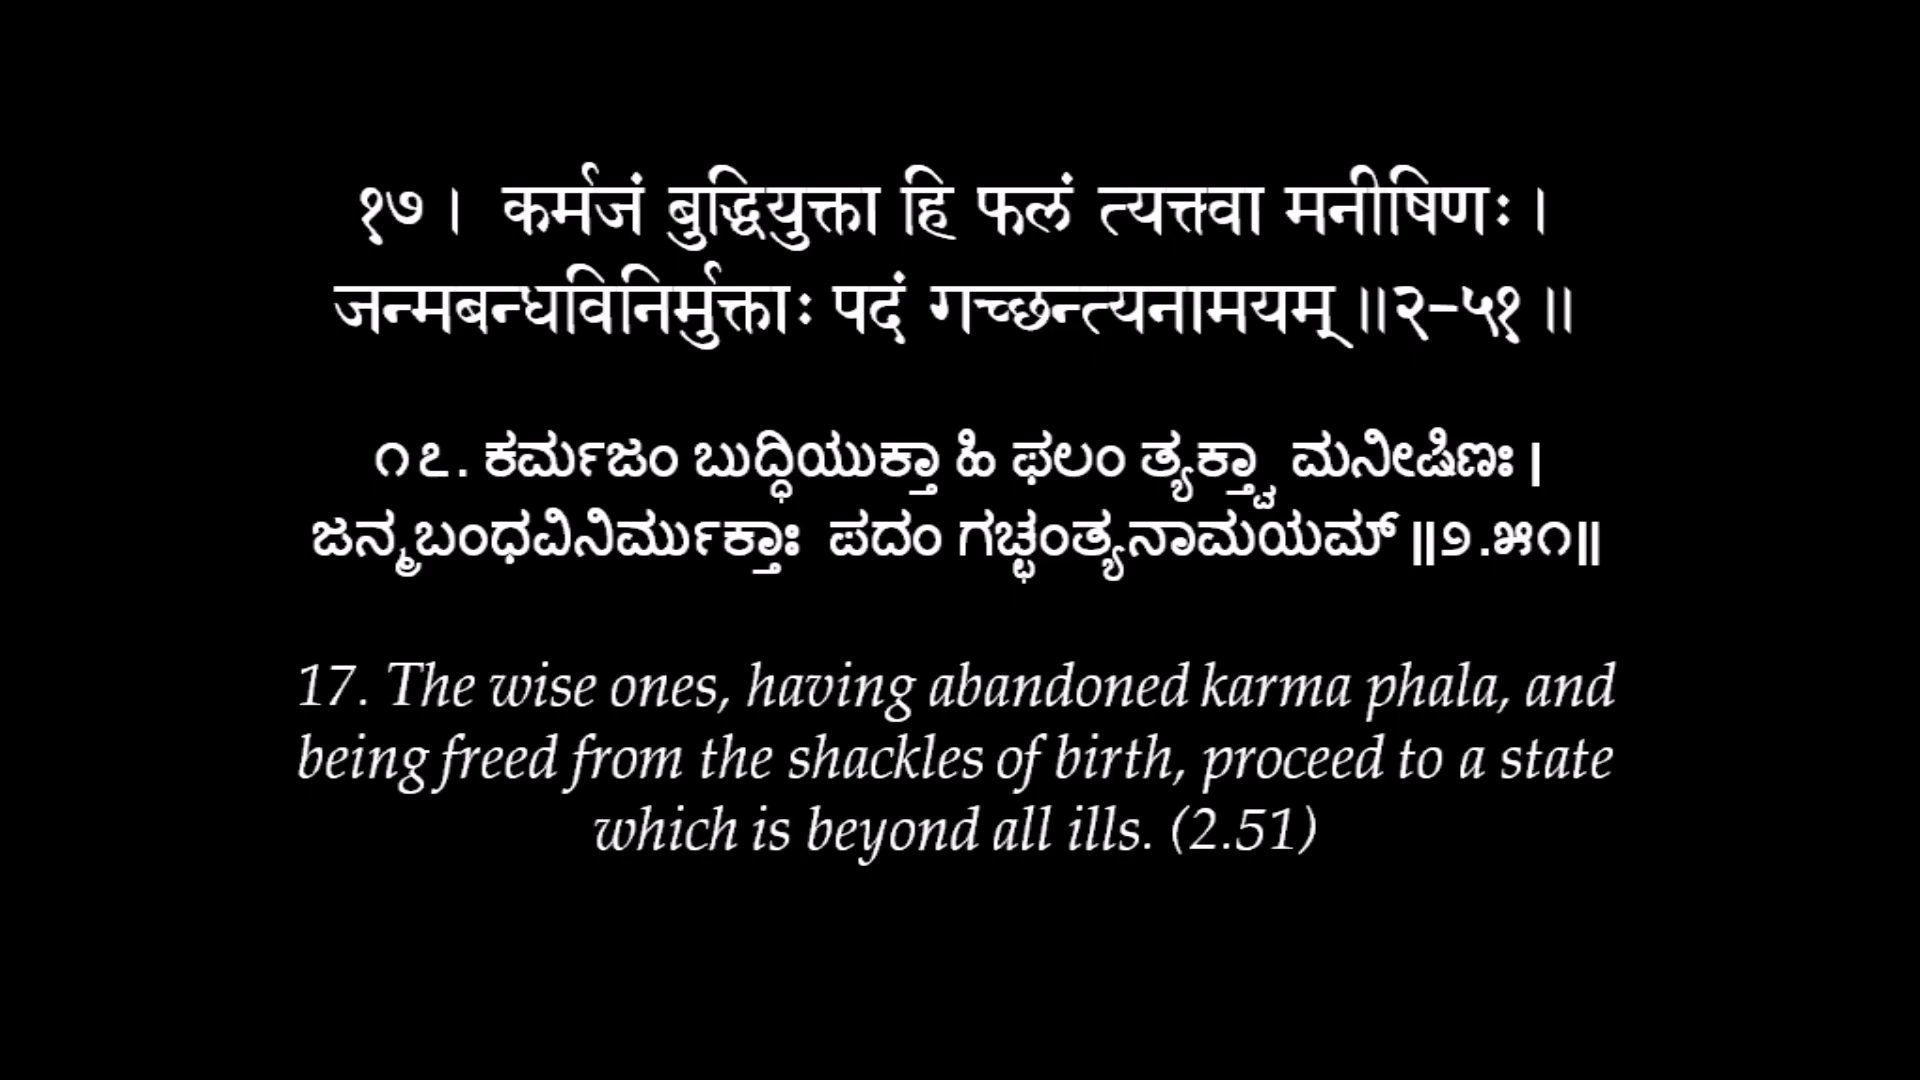 १७ । कर्मजं बुद्धियुक्ता हि फलं त्यक्तवा मनीषिणः ।
जन्मबन्धविनिर्मुक्ताः पदं गच्छन्त्यनामयम् ॥२-५१॥
೧೭. ಕರ್ಮಜಂ ಬುದ್ಧಿಯುಕ್ತಾ ಹಿ ಫಲಂ ತ್ಯಕ್ತ್ವಾ ಮನೀಷಿಣಃ |
ಜನ್ಮಬಂಧವಿನಿರ್ಮುಕ್ತಾಃ ಪದಂ ಗಚ್ಛಂತ್ಯನಾಮಯಮ್ ||೨.೫೧||
17. The wise ones, having abandoned karma phala, and
being freed from the shackles of birth, proceed to a state
which is beyond all ills. (2.51)